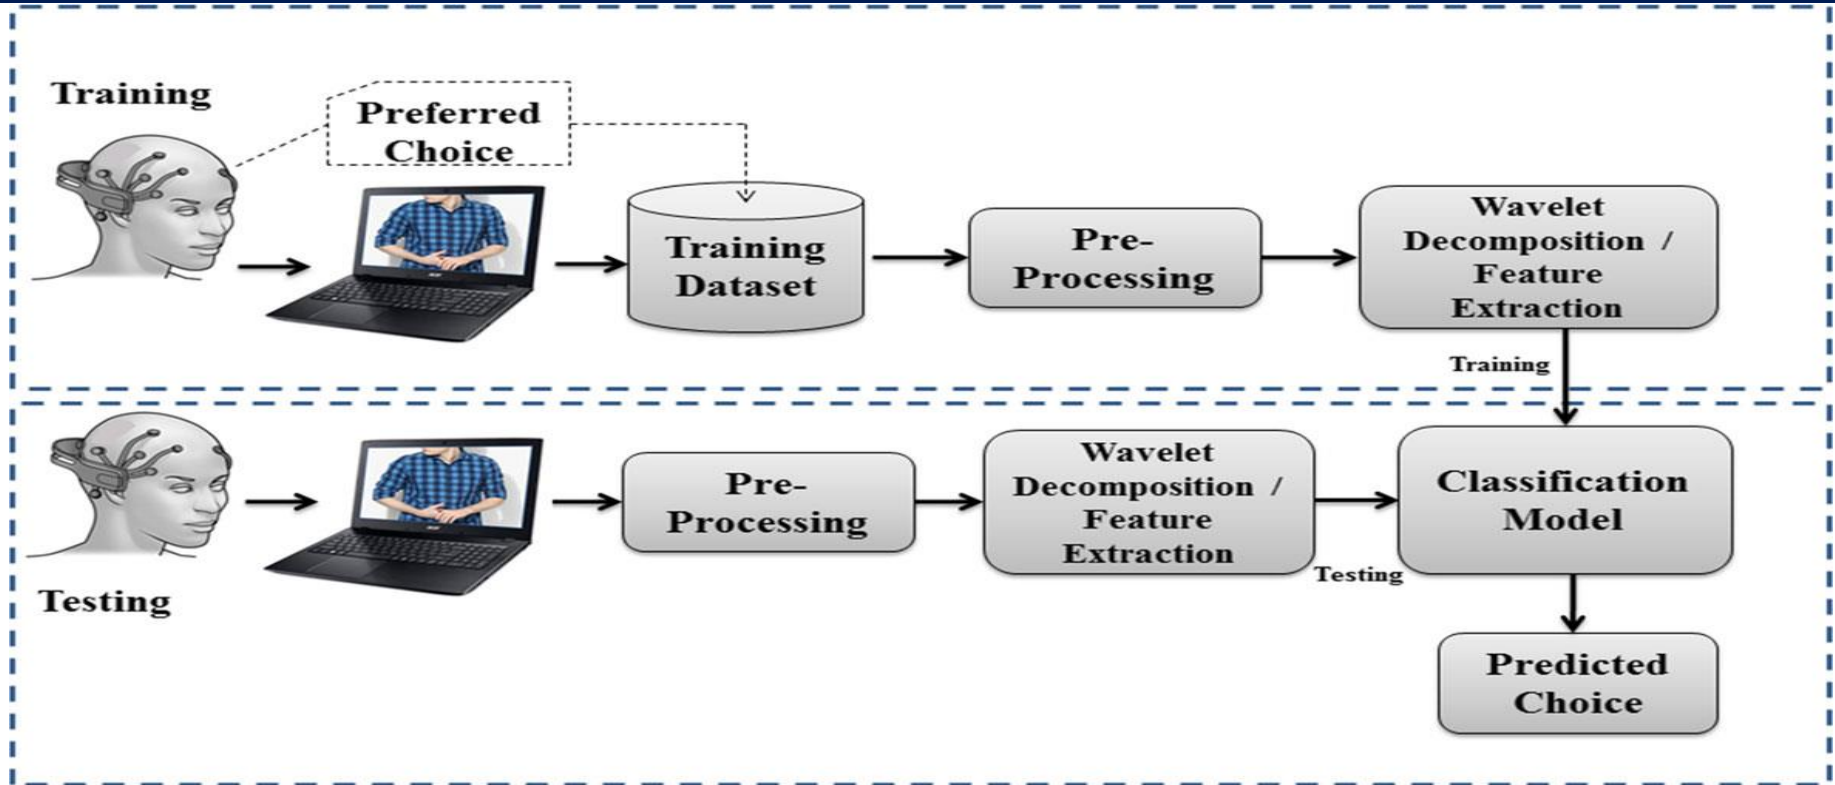 Training
Preferred
Choice
Training
Dataset
Pre-
Processing
Wavelet
Decomposition /
Feature
Extraction
Training
Pre-
Processing
Wavelet
Decomposition /
Feature
Extraction
Testing
Classification
Model
Testing
Predicted
Choice